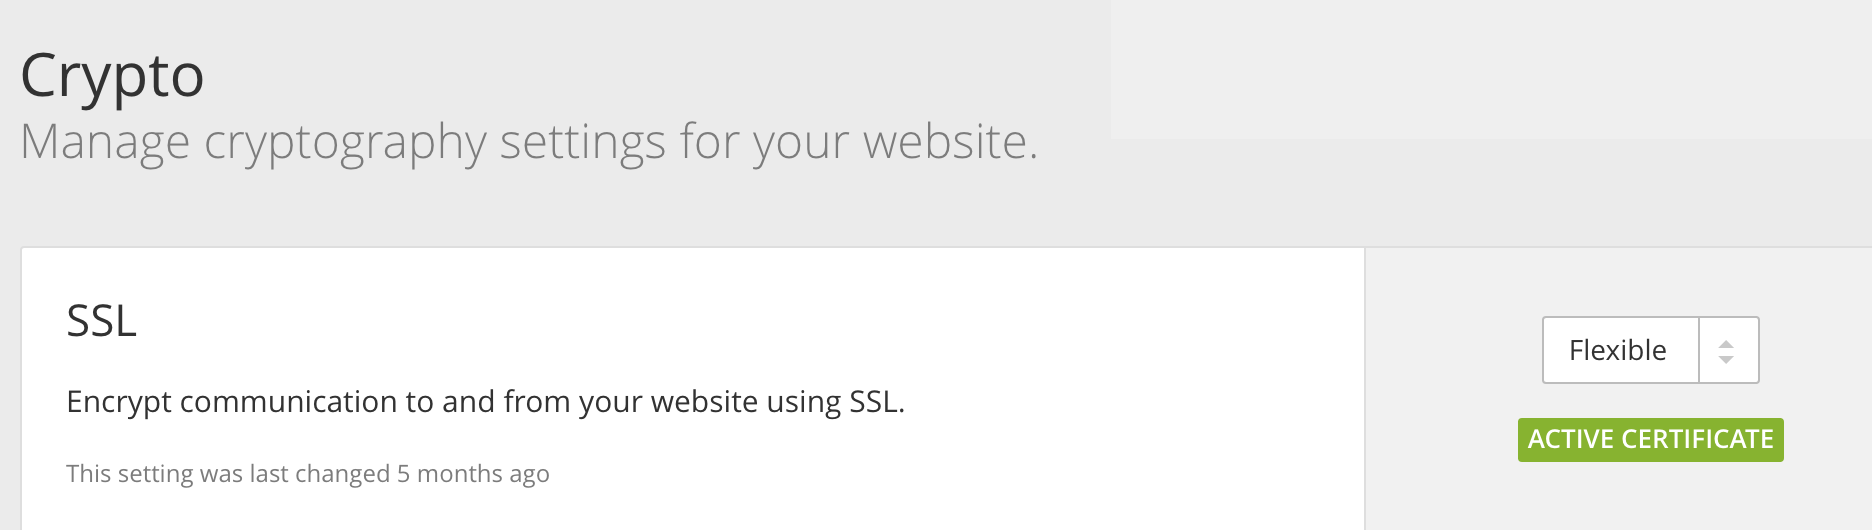 Crypto
Manage cryptography settings for your website.
SSL
Encrypt communication to and from your website using SSL.
This setting was last changed 5 months ago
Flexible
ACTIVE CERTIFICATE